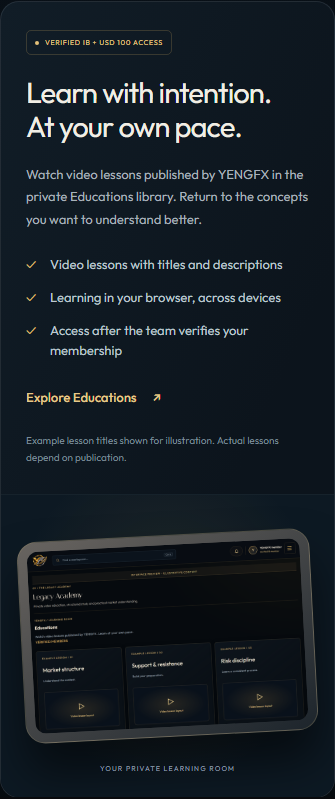 VERIFIED IB + USD 100 ACCESS
Learn with intention.
At your own pace.
Watch video lessons published by YENGFX in the
private Educations library. Return to the concepts
you want to understand better.
Video lessons with titles and descriptions
Learning in your browser, across devices
Access after the team verifies your
membership
Explore Educations
Example lesson titles shown for illustration. Actual lessons
depend on publication.
Legacy Academy
Educations
Market structure
Support & resistance
Risk discipline
YOUR PRIVATE LEARNING ROOM